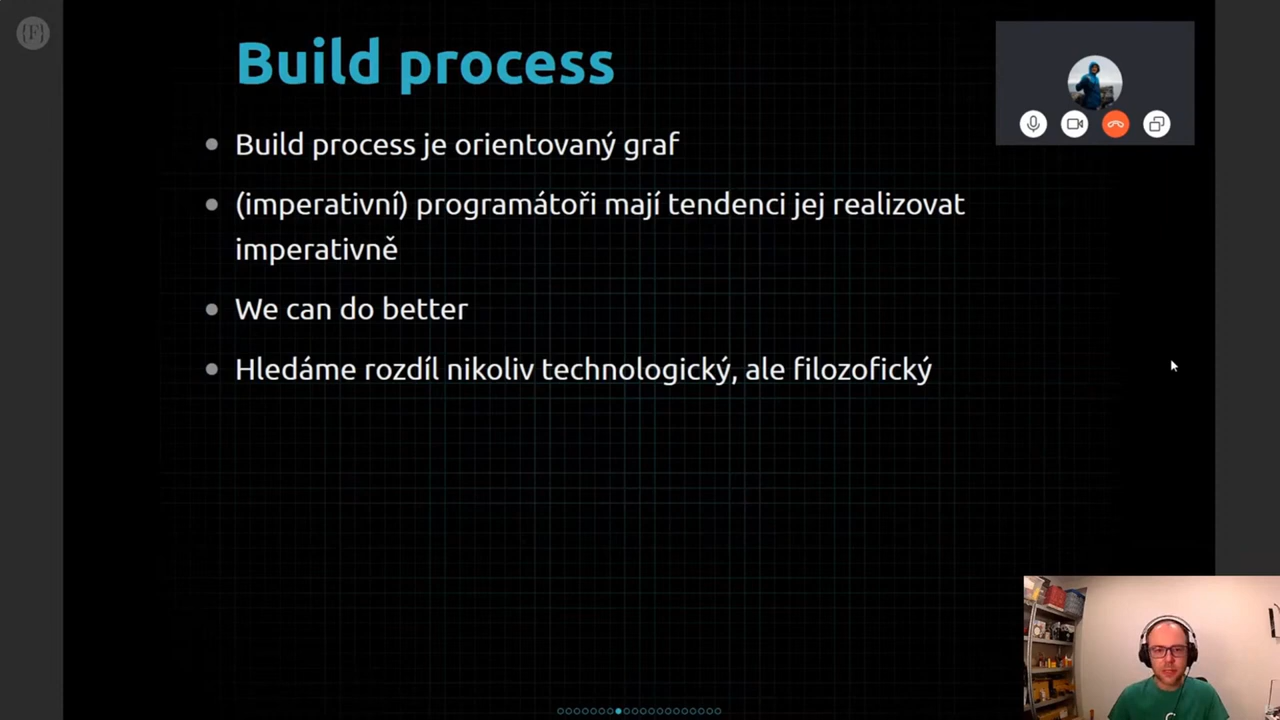 {F}
Build process
Build process je orientovaný graf
(imperativní) programátoři mají tendenci jej realizovat
imperativně
We can do better
Hledáme rozdíl nikoliv technologický, ale filozofický